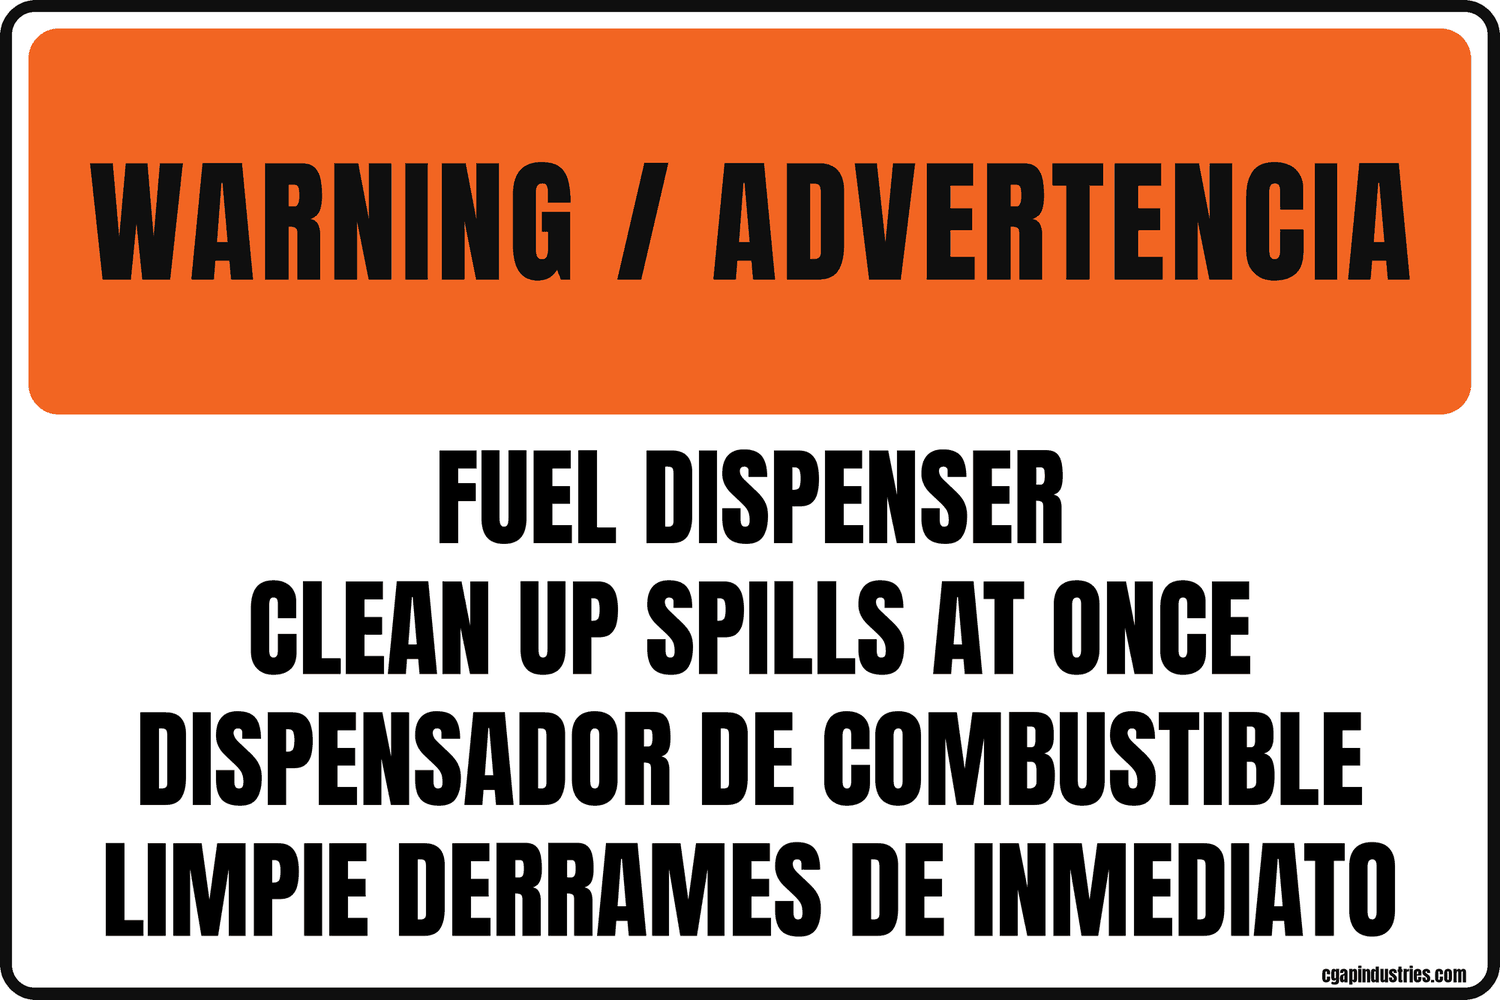 WARNING / ADVERTENCIA
FUEL DISPENSER
CLEAN UP SPILLS AT ONCE
DISPENSADOR DE COMBUSTIBLE
LIMPIE DERRAMES DE INMEDIATO
cgapindustries.com